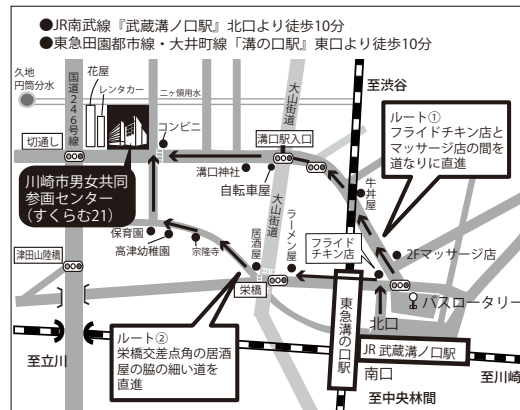 ●JR南武線『武蔵溝ノ口駅』北口より徒歩10分
●東急田園都市線・大井町線「溝の口駅」東口より徒歩10分
久地
円筒分水
国道246号線
花屋
レンタカー
二ヶ領用水
大山街道
至渋谷
コンビニ
切通し
溝口駅入口
ルート①
フライドチキン店と
マッサージ店の間を
道なりに直進
溝口神社
自転車屋
牛丼屋
川崎市男女共同
参画センター
(すくらむ21)
大山街道
ラーメン屋
フライド
チキン店
2Fマッサージ店
保育園
高津幼稚園
宗隆寺
居酒屋
津田山陸橋
栄橋
バスロータリー
北口
東急溝の口駅
ルート②
栄橋交差点角の居酒
屋の脇の細い道を
直進
JR 武蔵溝ノ口駅
南口
至立川
至川崎
至中央林間